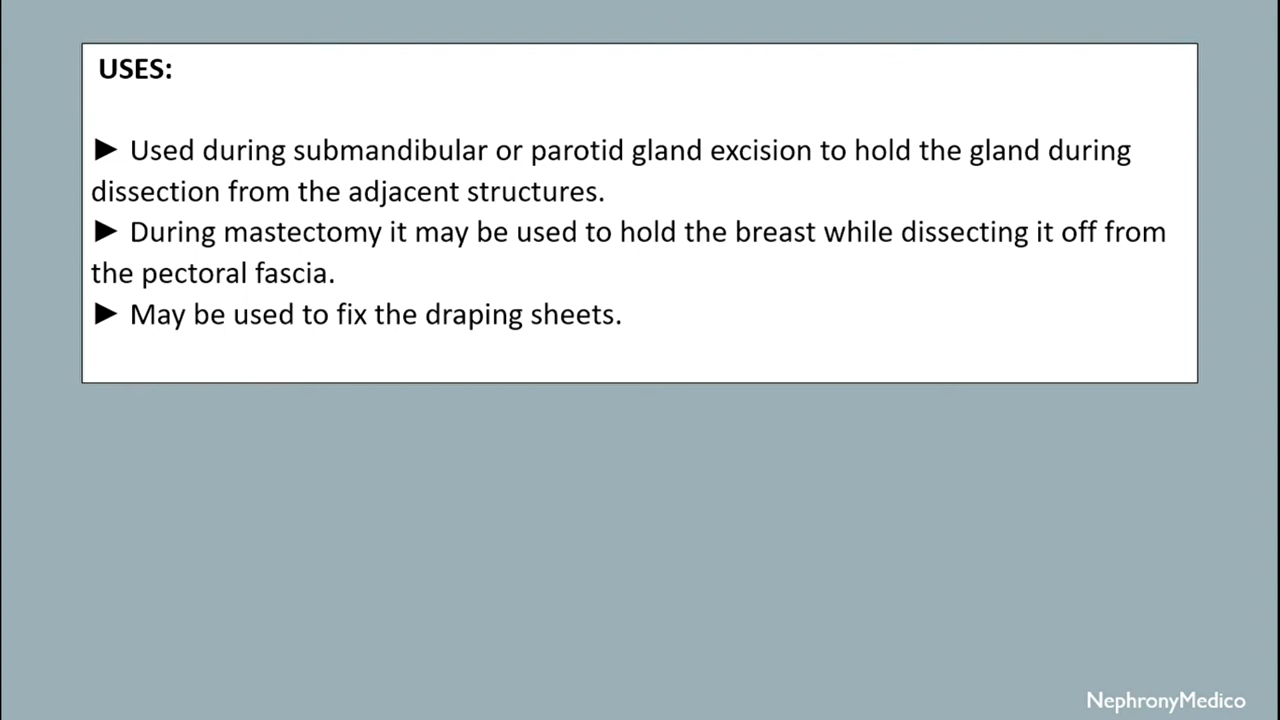 USES:
► Used during submandibular or parotid gland excision to hold the gland during
dissection from the adjacent structures.
► During mastectomy it may be used to hold the breast while dissecting it off from
the pectoral fascia.
► May be used to fix the draping sheets.
NephronyMedico